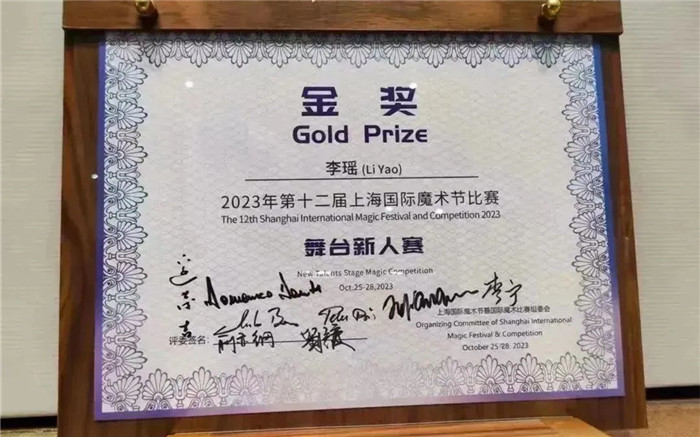 金奖
Gold Prize
李瑶 (Li Yao)
2023年第十二届上海国际魔术节比赛
The 12th Shanghai International Magic Festival and Competition 2023
舞台新人赛
New Talents Stage Magic Competition
Oct.25-28,2023
李宁
评委签名:
上海国际魔术节暨国际魔术比赛组委会
Organizing Committee of Shanghai International
Magic Festival & Competition
October 25/28, 2023